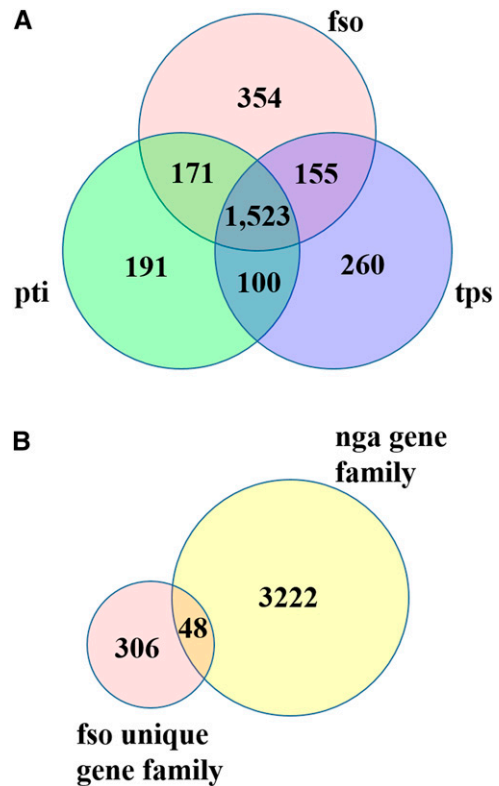 A
fso
354
171
155
1,523
191
100
260
pti
tps
B
nga gene
family
3222
48
306
fso unique
gene family